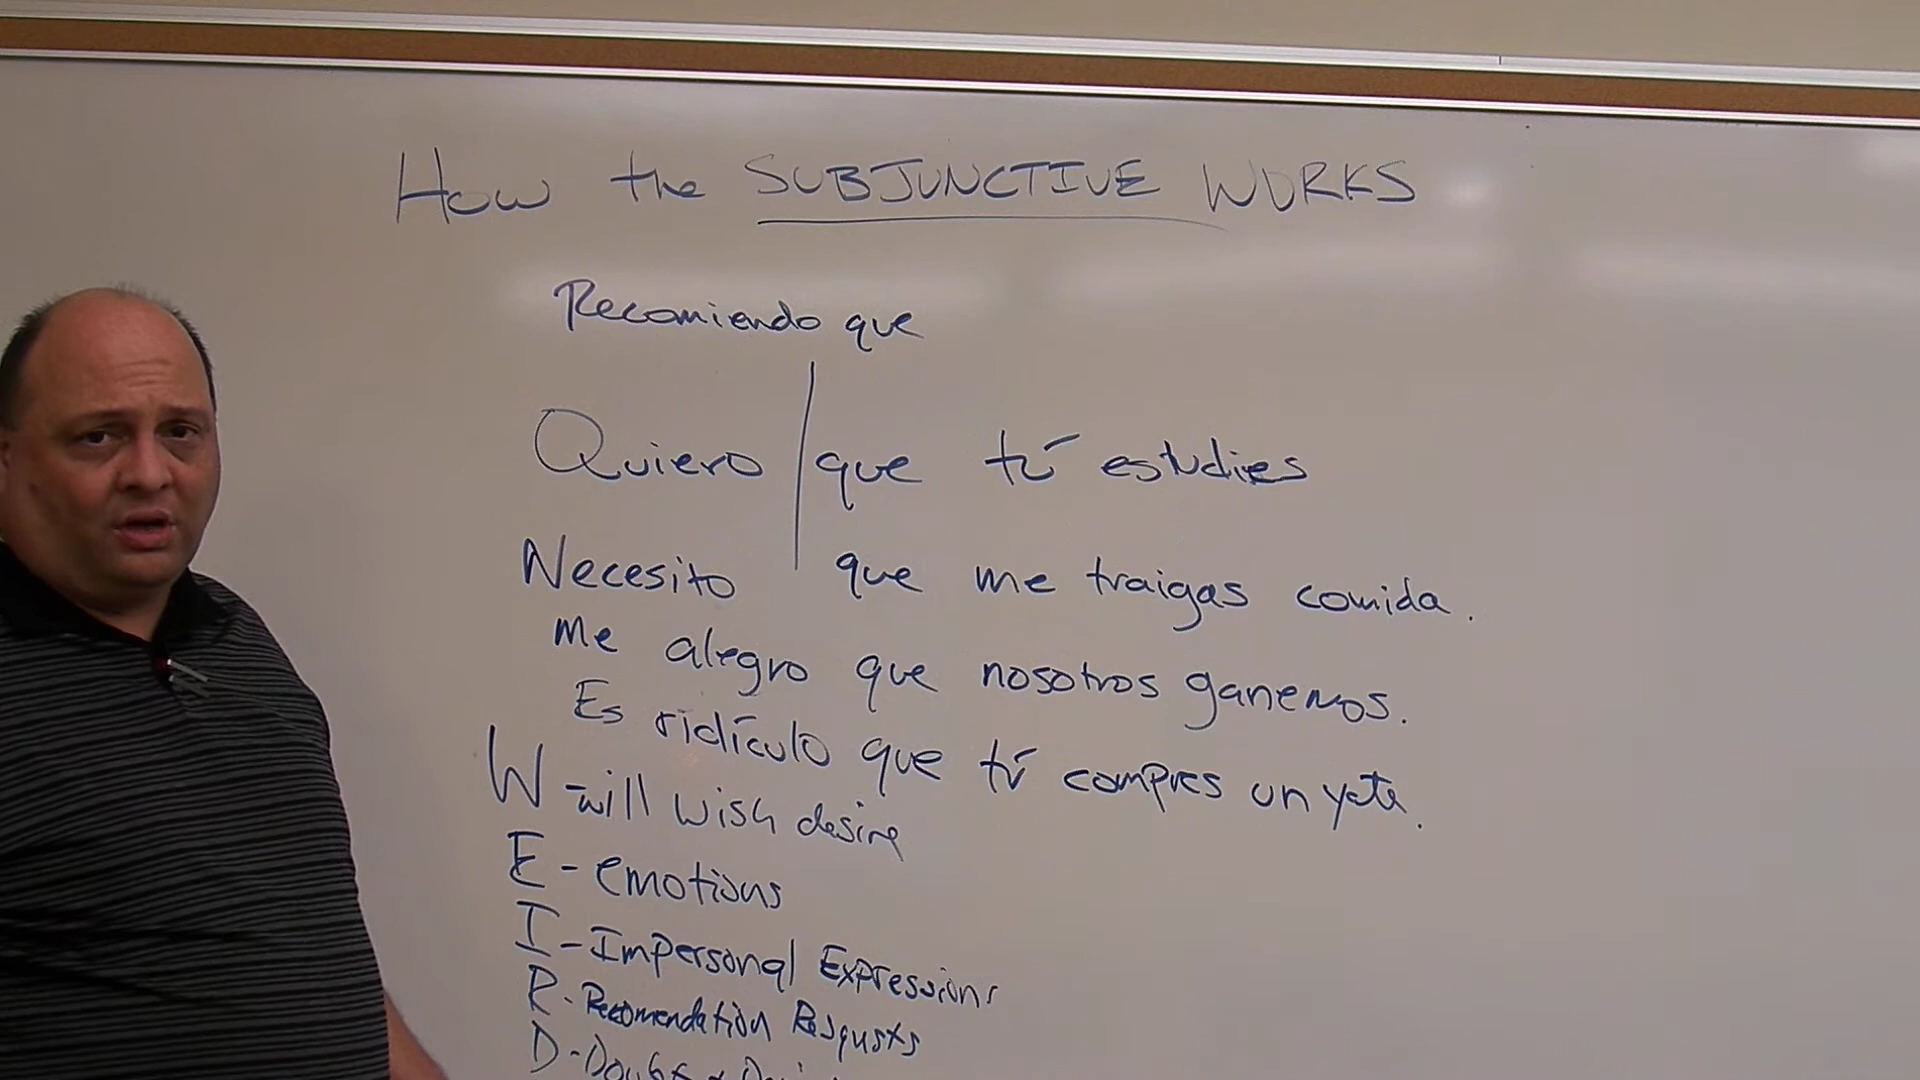 How the SUBJUNCTIVE WORKS
Recomiendo que
Quiero que tú estudies
Necesito que me traigas comida.
Me alegro que nosotros ganemos.
Es ridículo que tú compres un yate.
W - will wish desire
E - emotions
I - Impersonal Expressions
R - Recomendation
D - Doubt